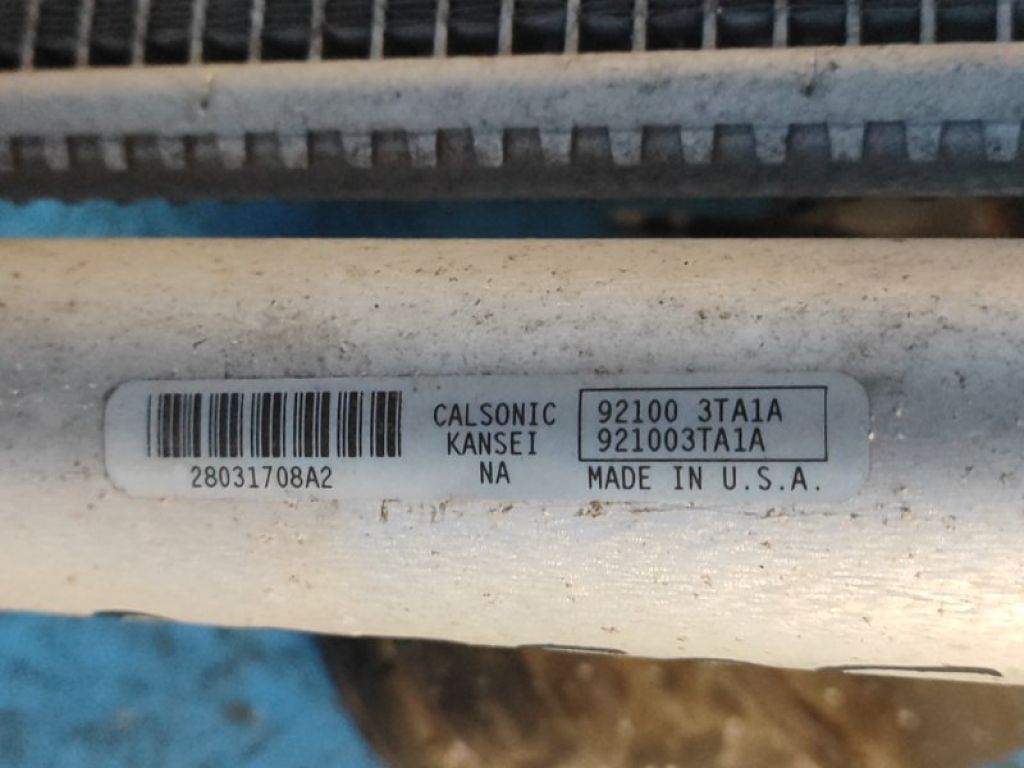 28031708A2
CALSONIC
KANSEI
NA
92100 3TA1A
921003TA1A
MADE IN U.S.A.